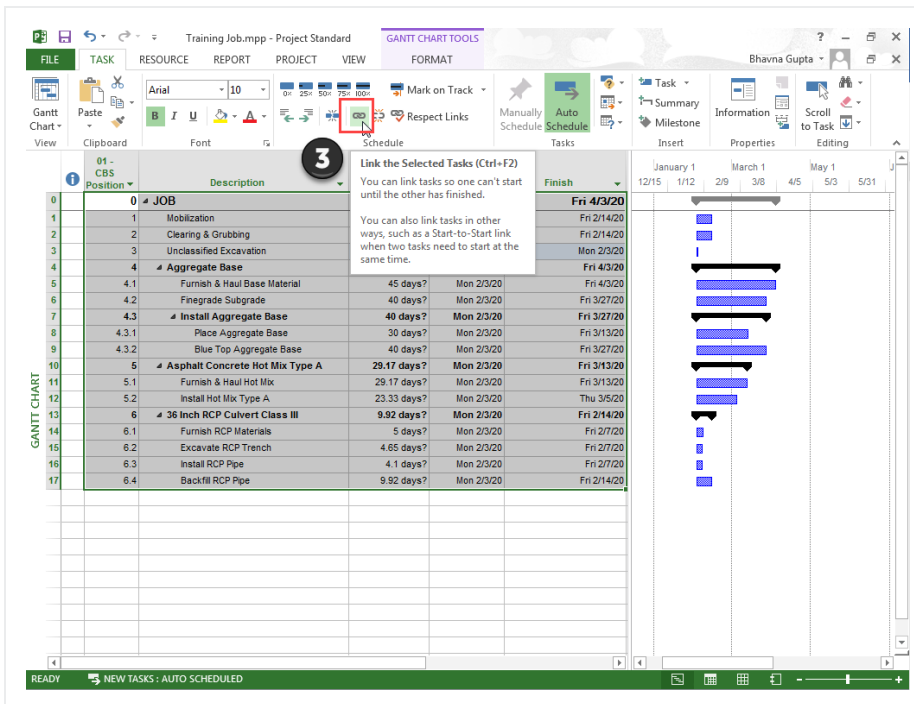 Training Job.mpp - Project Standard
GANTT CHART TOOLS
?
FILE TASK RESOURCE REPORT PROJECT VIEW FORMAT Bhavna Gupta
Gantt Chart
View
Paste
Clipboard
Arial 10
B I U A
Font
0× 25× 50× 75× 100×
Mark on Track
Respect Links
Schedule
Manually Schedule
Auto Schedule
Tasks
Task
Summary
Milestone
Insert
Information
Properties
Scroll to Task
Editing
3
Link the Selected Tasks (Ctrl+F2)
You can link tasks so one can't start
until the other has finished.
You can also link tasks in other
ways, such as a Start-to-Start link
when two tasks need to start at the
same time.
01 - CBS Position Description Finish
January 1 March 1 May 1 J
12/15 1/12 2/9 3/8 4/5 5/3 5/31
0 0 JOB Fri 4/3/20
1 1 Mobilization Fri 2/14/20
2 2 Clearing & Grubbing Fri 2/14/20
3 3 Unclassified Excavation Mon 2/3/20
4 4 Aggregate Base Fri 4/3/20
5 4.1 Furnish & Haul Base Material 45 days? Mon 2/3/20 Fri 4/3/20
6 4.2 Finegrade Subgrade 40 days? Mon 2/3/20 Fri 3/27/20
7 4.3 Install Aggregate Base 40 days? Mon 2/3/20 Fri 3/27/20
8 4.3.1 Place Aggregate Base 30 days? Mon 2/3/20 Fri 3/13/20
9 4.3.2 Blue Top Aggregate Base 40 days? Mon 2/3/20 Fri 3/27/20
10 5 Asphalt Concrete Hot Mix Type A 29.17 days? Mon 2/3/20 Fri 3/13/20
11 5.1 Furnish & Haul Hot Mix 29.17 days? Mon 2/3/20 Fri 3/13/20
12 5.2 Install Hot Mix Type A 23.33 days? Mon 2/3/20 Thu 3/5/20
13 6 36 Inch RCP Culvert Class III 9.92 days? Mon 2/3/20 Fri 2/14/20
14 6.1 Furnish RCP Materials 5 days? Mon 2/3/20 Fri 2/7/20
15 6.2 Excavate RCP Trench 4.65 days? Mon 2/3/20 Fri 2/7/20
16 6.3 Install RCP Pipe 4.1 days? Mon 2/3/20 Fri 2/7/20
17 6.4 Backfill RCP Pipe 9.92 days? Mon 2/3/20 Fri 2/14/20
GANTT CHART
READY NEW TASKS : AUTO SCHEDULED